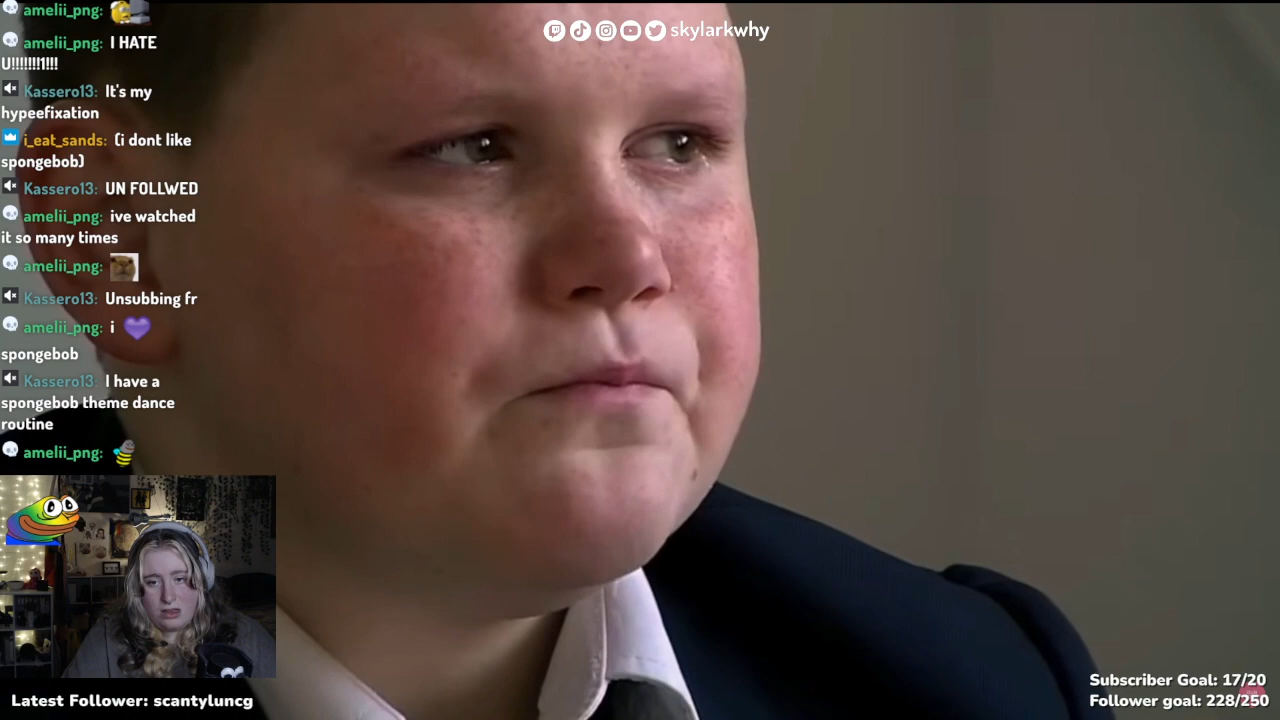 amelii_png:
skylarkwhy
amelii_png: I HATE
U!!!!!!!1!!!
Kassero13: It's my
hypeefixation
i_eat_sands: (i dont like
spongebob)
Kassero13: UN FOLLWED
amelii_png: ive watched
it so many times
amelii_png:
Kassero13: Unsubbing fr
amelii_png: i
spongebob
Kassero13: I have a
spongebob theme dance
routine
amelii_png:
Latest Follower: scantyluncg
Subscriber Goal: 17/20
Follower goal: 228/250